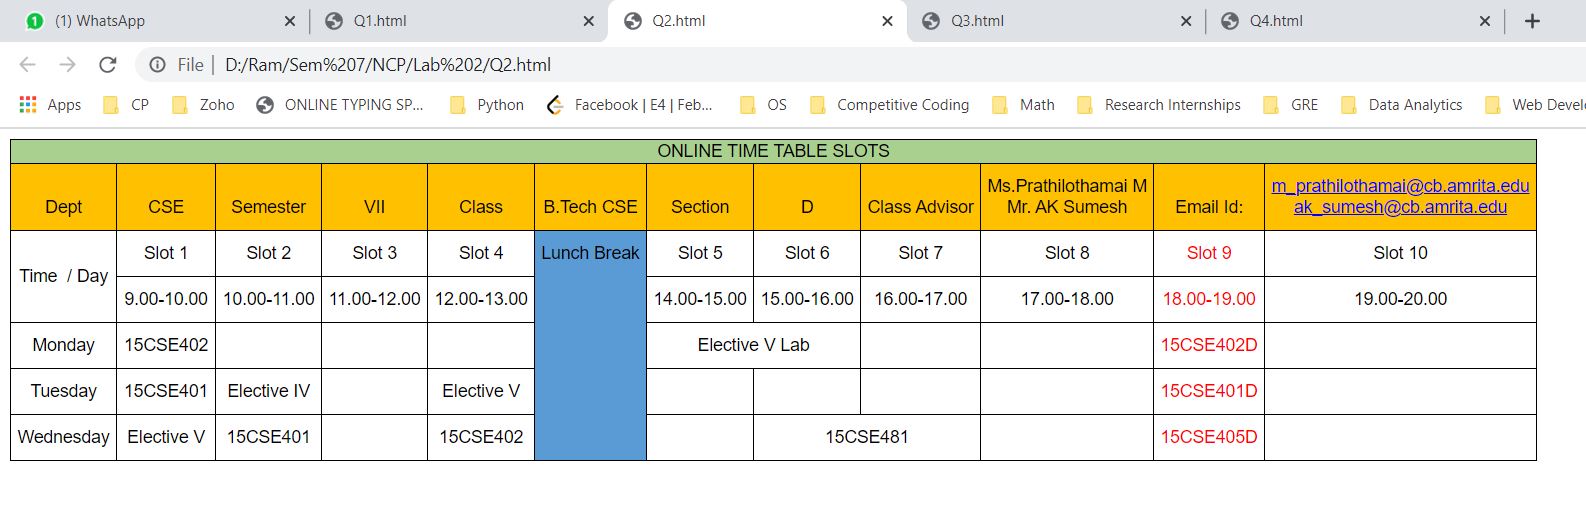 (1) WhatsApp
Q1.html
Q2.html
Q3.html
Q4.html
File | D:/Ram/Sem%207/NCP/Lab%202/Q2.html
Apps CP Zoho ONLINE TYPING SP... Python Facebook | E4 | Feb... OS Competitive Coding Math Research Internships GRE Data Analytics Web Develo
ONLINE TIME TABLE SLOTS
Dept CSE Semester VII Class B.Tech CSE Section D Class Advisor Ms.Prathilothamai M Mr. AK Sumesh Email Id: m_prathilothamai@cb.amrita.edu ak_sumesh@cb.amrita.edu
Time / Day Slot 1 Slot 2 Slot 3 Slot 4 Lunch Break Slot 5 Slot 6 Slot 7 Slot 8 Slot 9 Slot 10
9.00-10.00 10.00-11.00 11.00-12.00 12.00-13.00 14.00-15.00 15.00-16.00 16.00-17.00 17.00-18.00 18.00-19.00 19.00-20.00
Monday 15CSE402 Elective V Lab 15CSE402D
Tuesday 15CSE401 Elective IV Elective V 15CSE401D
Wednesday Elective V 15CSE401 15CSE402 15CSE481 15CSE405D